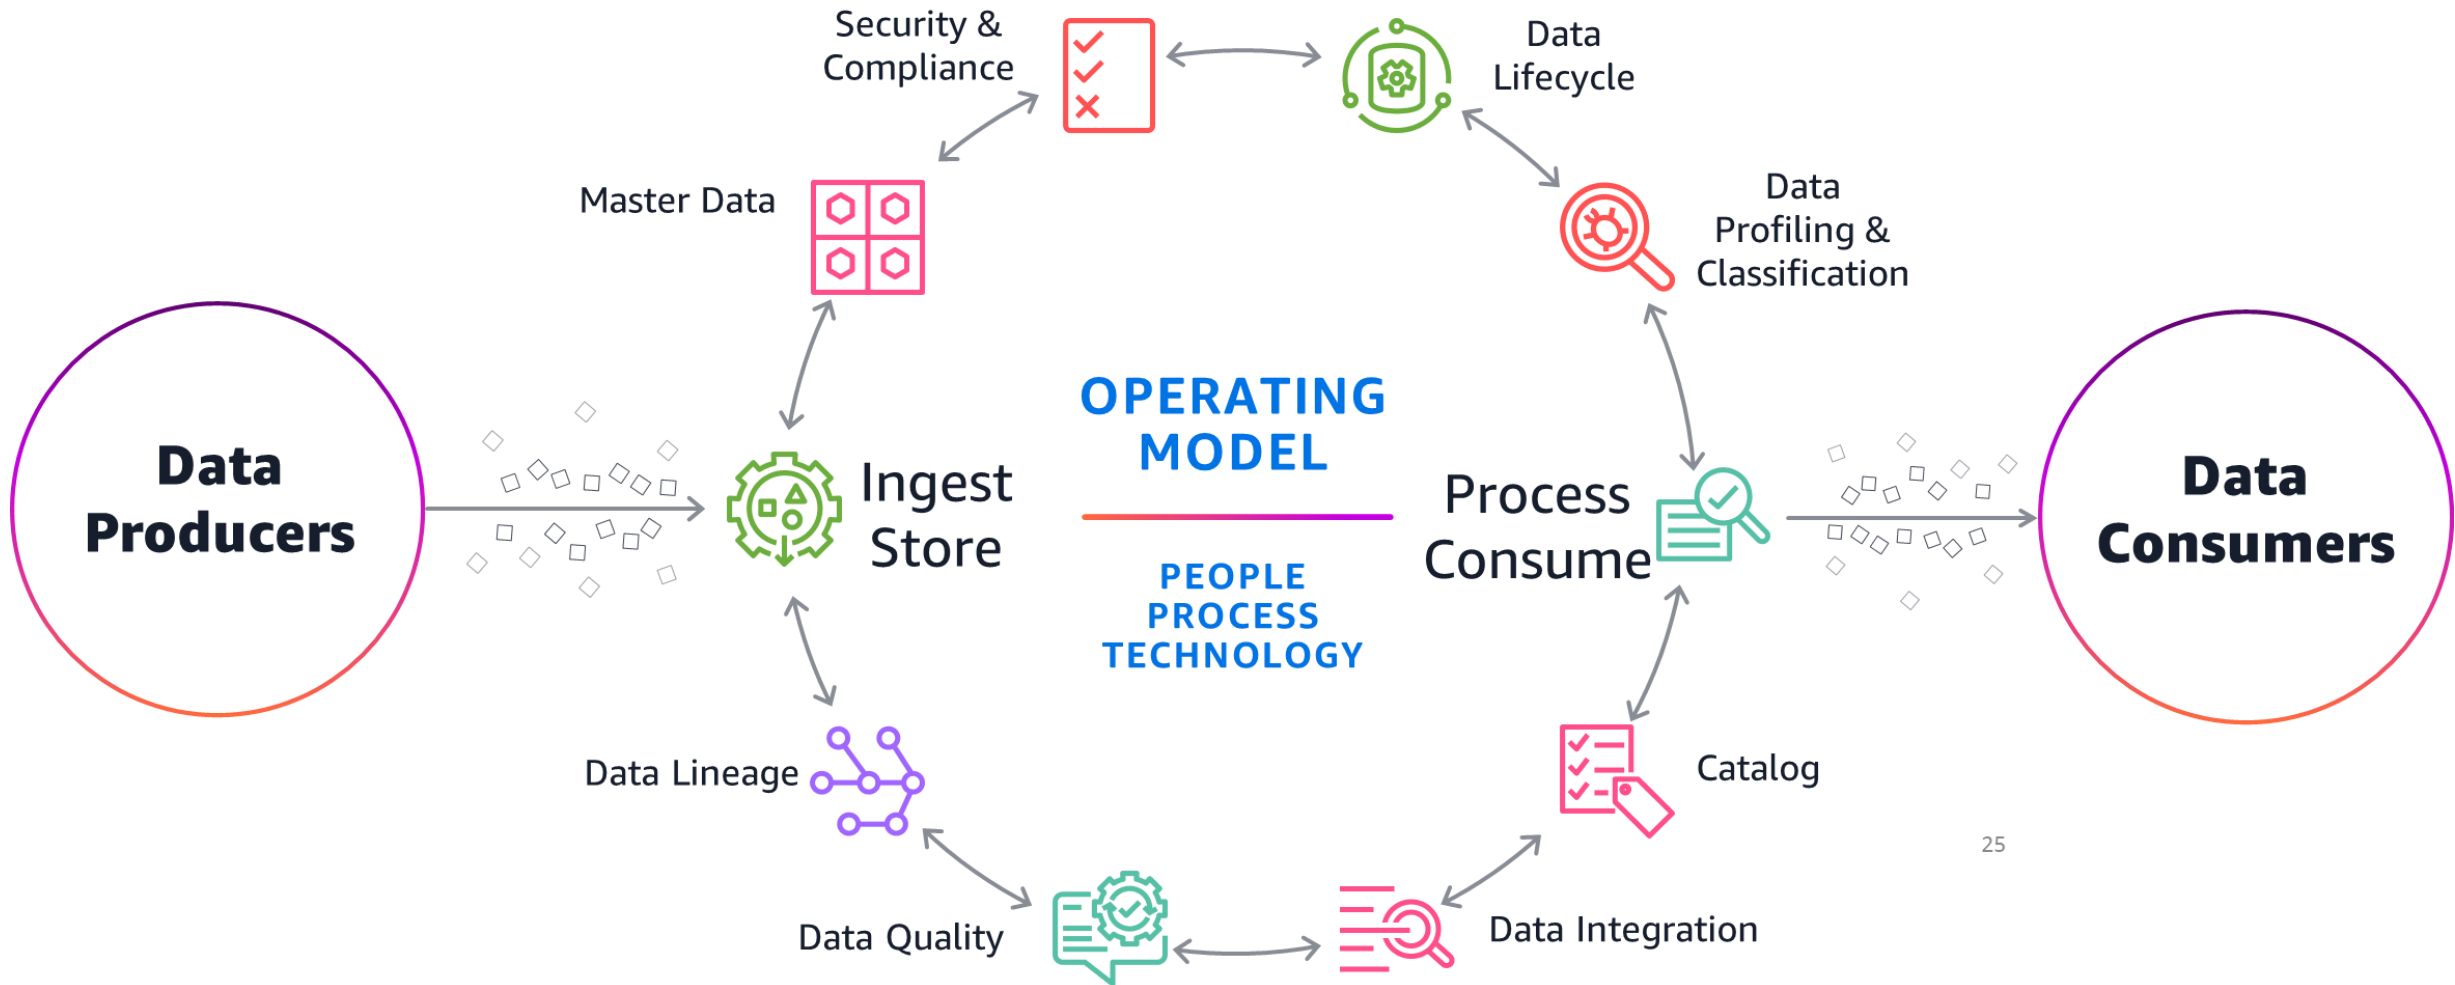 Security &
Compliance
Data
Lifecycle
Master Data
Data
Profiling &
Classification
Data
Producers
Ingest
Store
OPERATING
MODEL
PEOPLE
PROCESS
TECHNOLOGY
Process
Consume
Data
Consumers
Data Lineage
Catalog
25
Data Quality
Data Integration